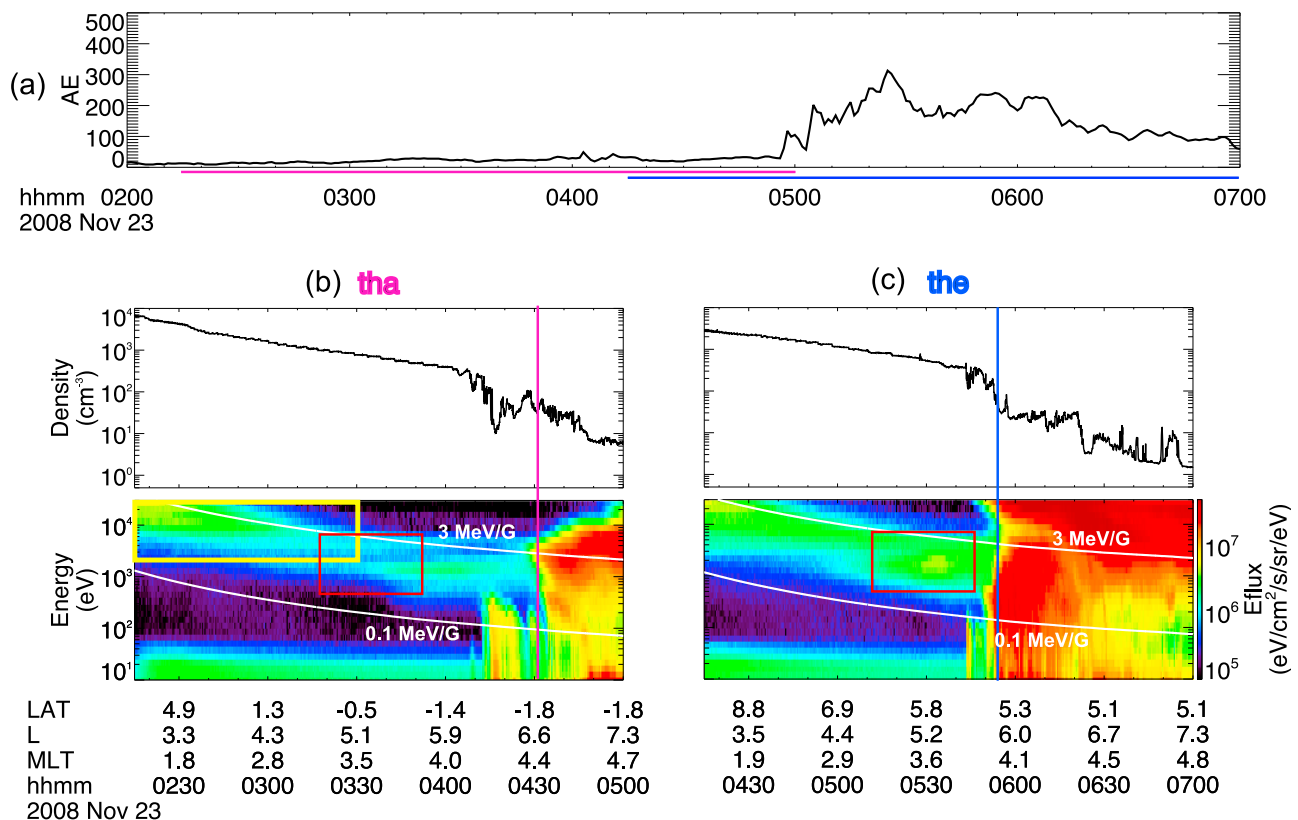 (a)
AE
500
400
300
200
100
0
hhmm 0200 0300 0400 0500 0600 0700
2008 Nov 23
(b) tha
(c) the
Density
(cm⁻³)
10⁴
10³
10²
10¹
10⁰
Energy
(eV)
10⁴
10³
10²
10¹
3 MeV/G
0.1 MeV/G
3 MeV/G
0.1 MeV/G
10⁷
10⁶
10⁵
Eflux
(eV/cm²/s/sr/eV)
LAT 4.9 1.3 -0.5 -1.4 -1.8 -1.8 8.8 6.9 5.8 5.3 5.1 5.1
L 3.3 4.3 5.1 5.9 6.6 7.3 3.5 4.4 5.2 6.0 6.7 7.3
MLT 1.8 2.8 3.5 4.0 4.4 4.7 1.9 2.9 3.6 4.1 4.5 4.8
hhmm 0230 0300 0330 0400 0430 0500 0430 0500 0530 0600 0630 0700
2008 Nov 23